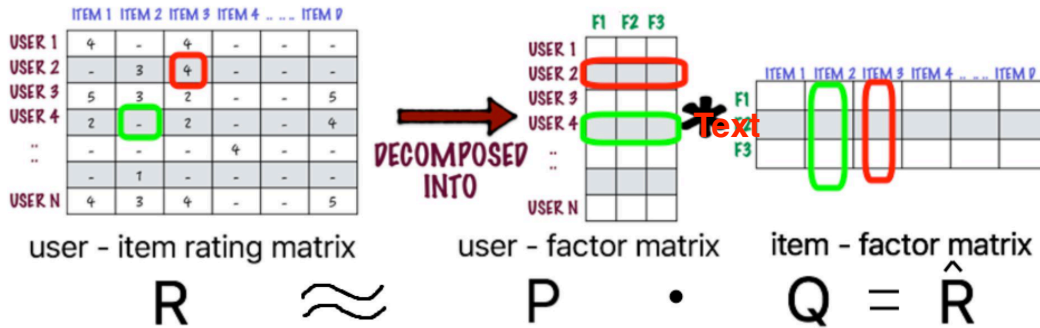 ITEM 1 ITEM 2 ITEM 3 ITEM 4 .. .. .. ITEM D
USER 1 4 - 4 - - -
USER 2 - 3 4 - - -
USER 3 5 3 2 - - 5
USER 4 2 - 2 - - 4
:: - - - 4 - -
- 1 - - - -
USER N 4 3 4 - - 5
user - item rating matrix
DECOMPOSED
INTO
F1 F2 F3
USER 1
USER 2
USER 3
USER 4
::
USER N
user - factor matrix
* Text
ITEM 1 ITEM 2 ITEM 3 ITEM 4 .. .. .. ITEM D
F1
F2
F3
item - factor matrix
R ≈ P · Q = R̂